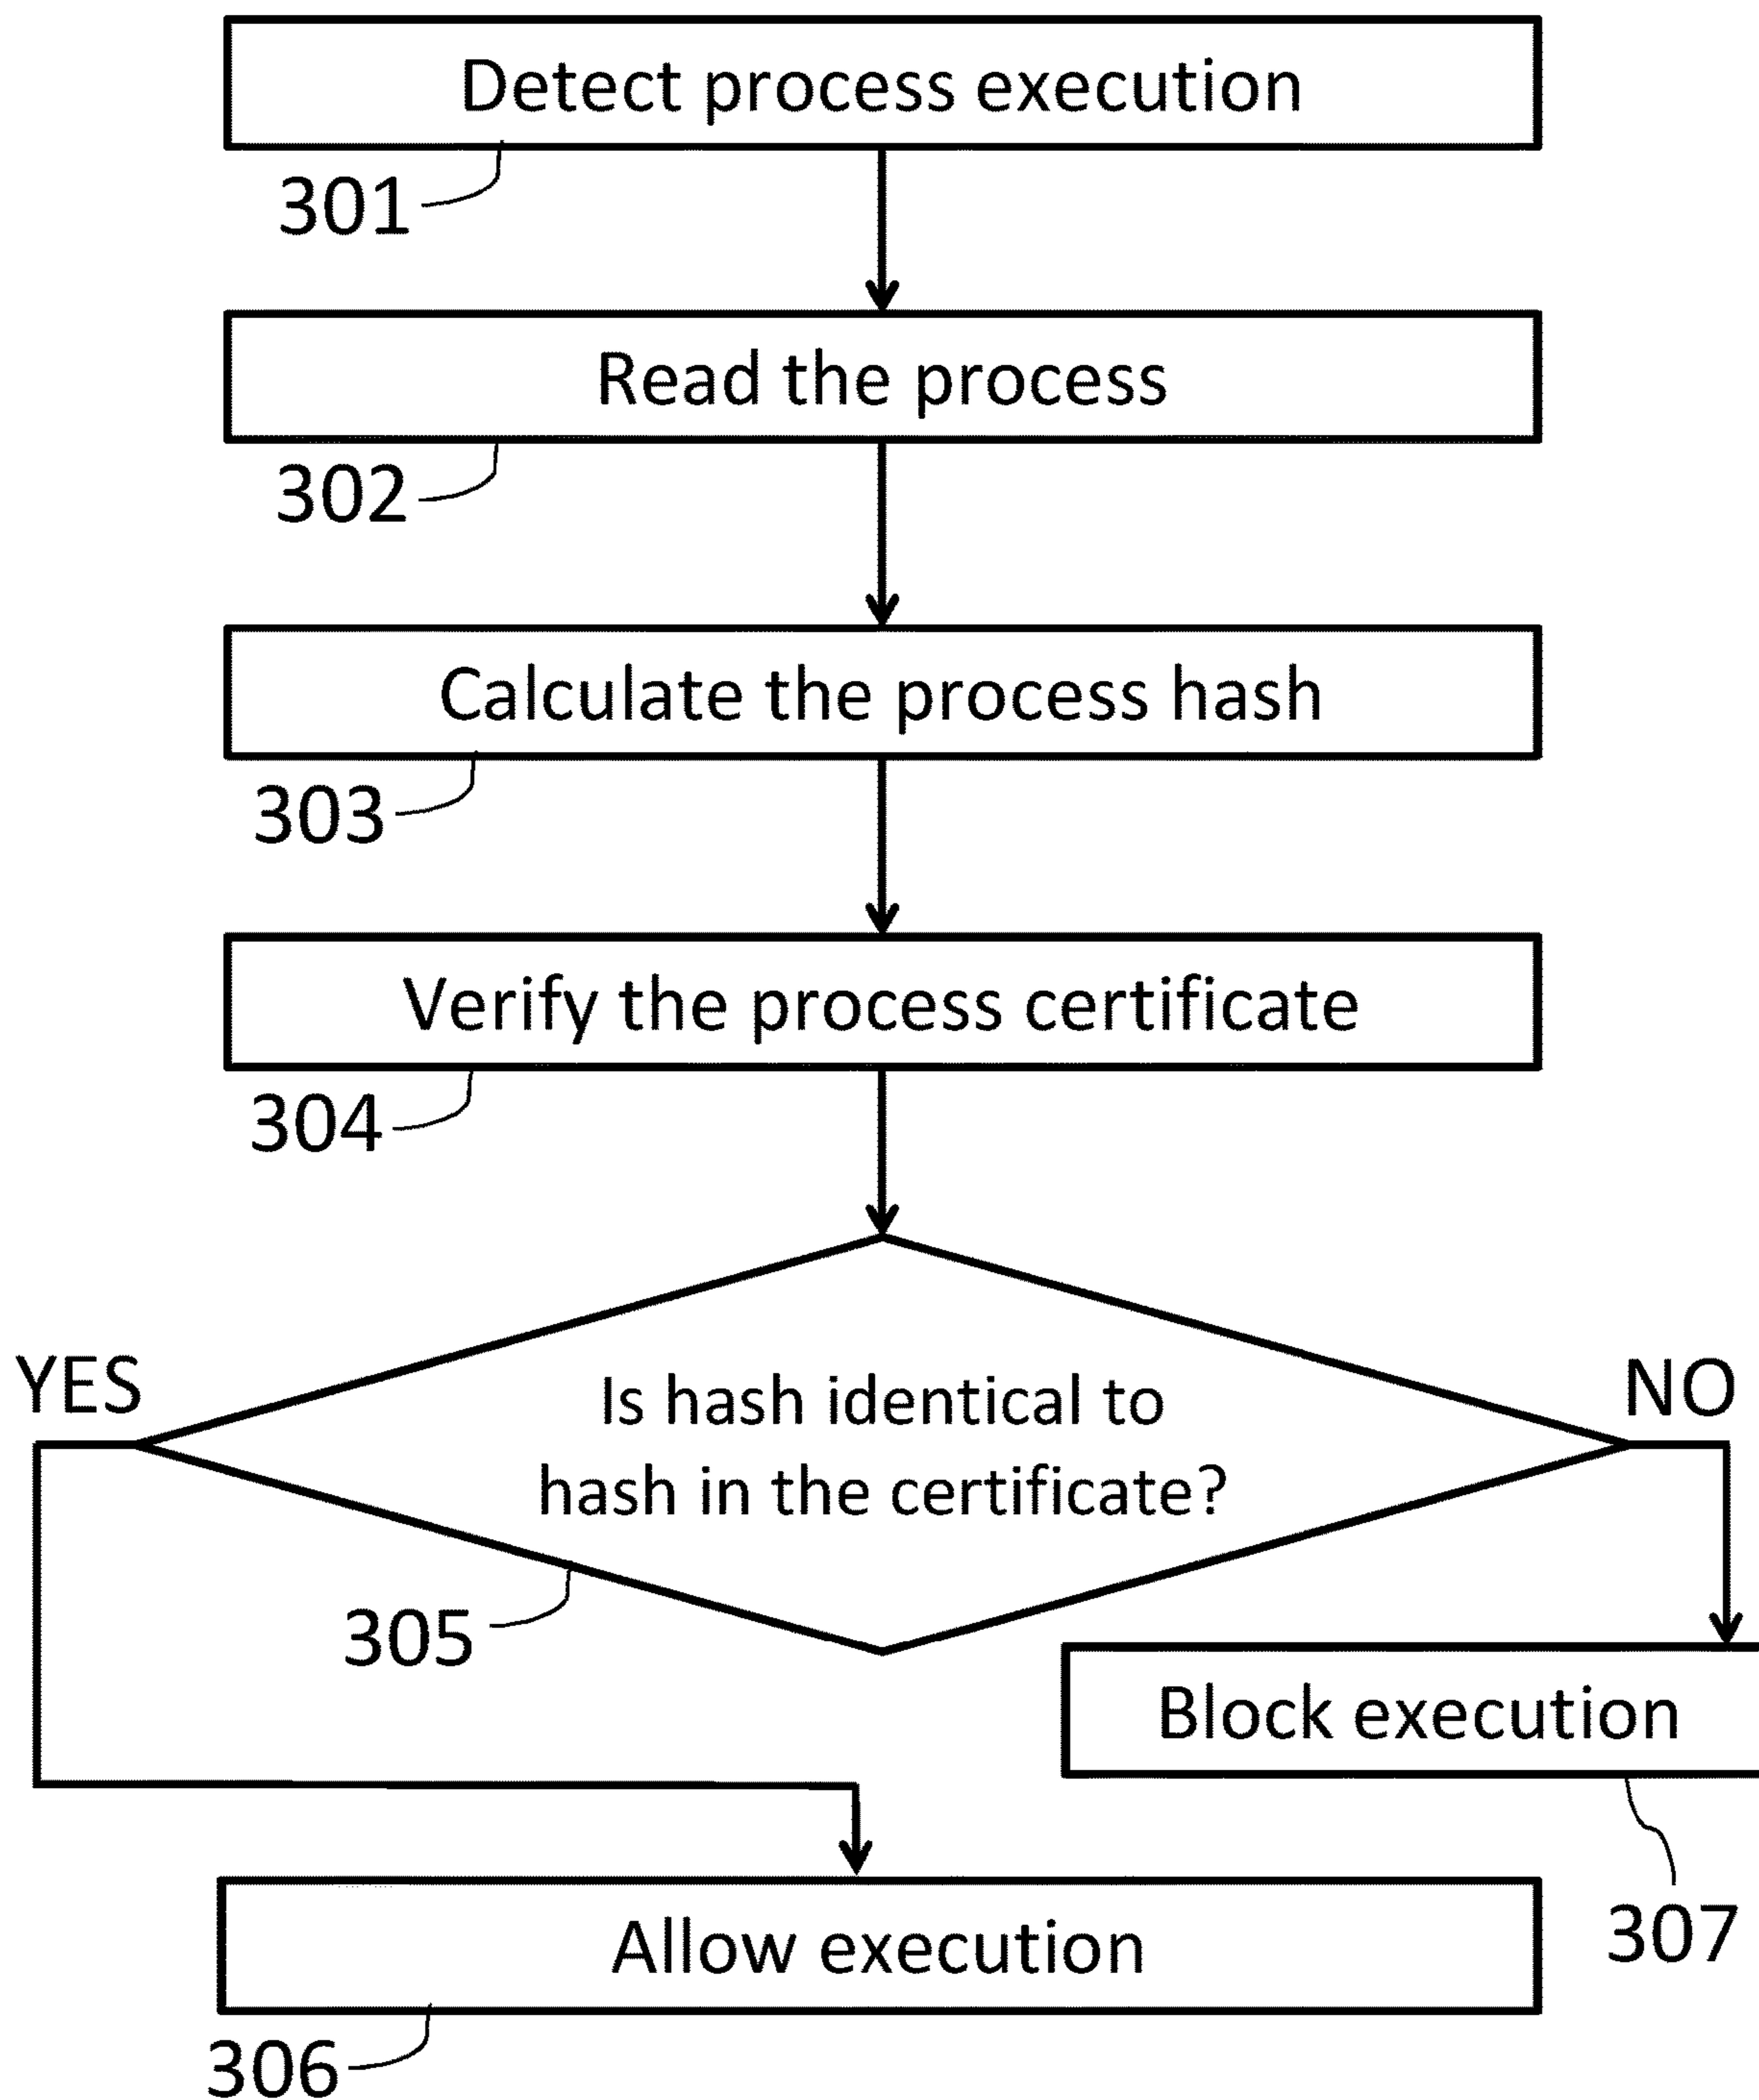 Detect process execution
301
Read the process
302
Calculate the process hash
303
Verify the process certificate
304
YES
NO
Is hash identical to
hash in the certificate?
305
Block execution
307
Allow execution
306